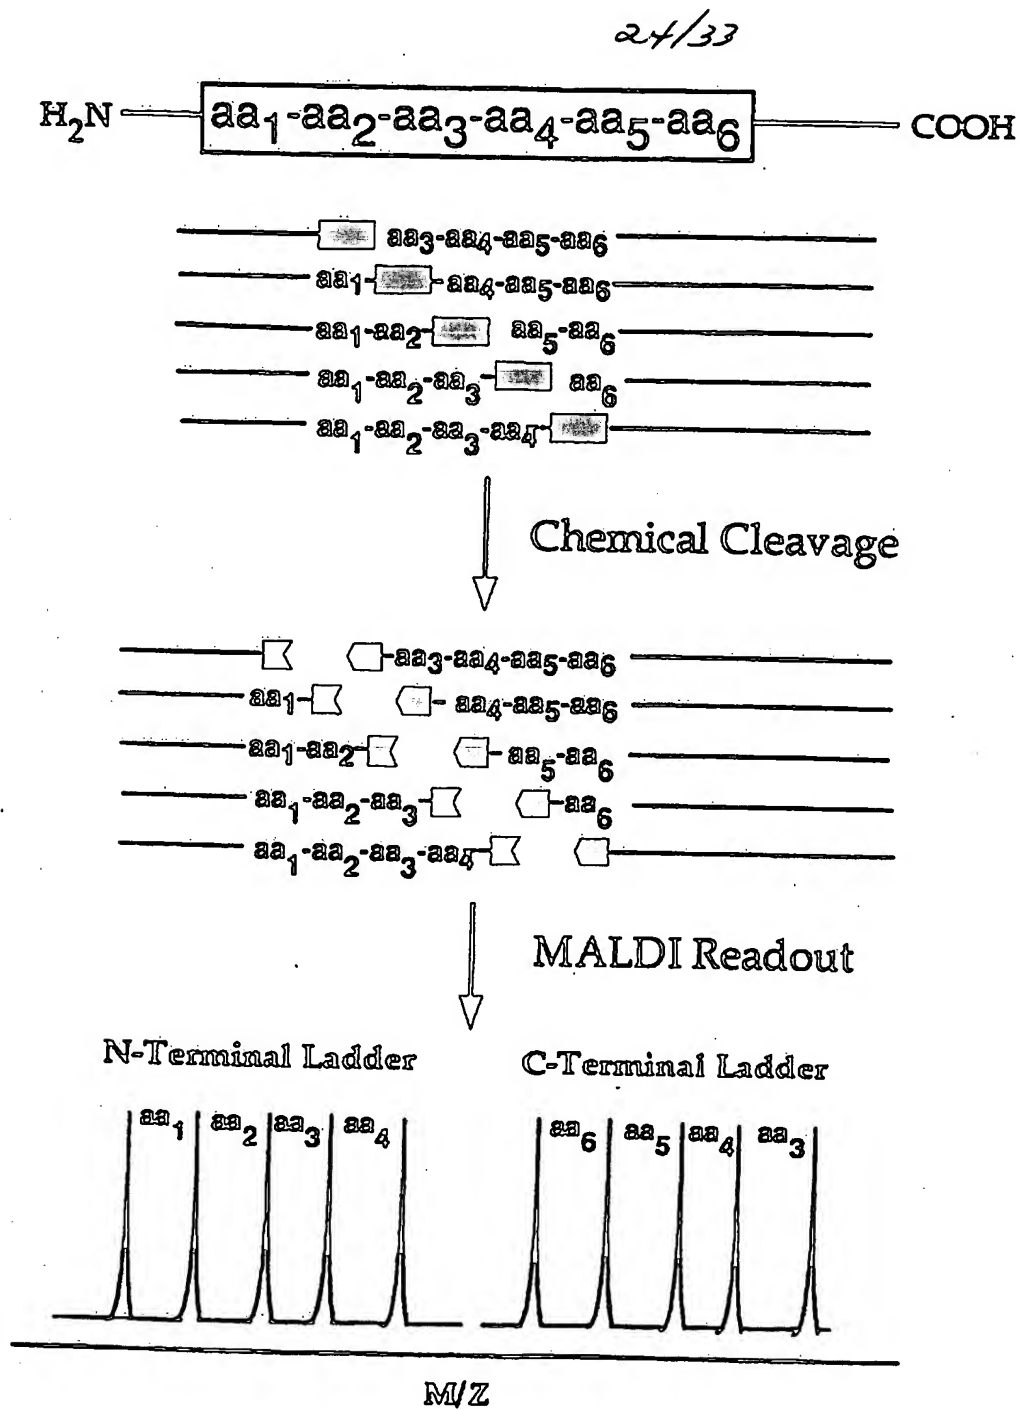 24/33
H₂N aa₁-aa₂-aa₃-aa₄-aa₅-aa₆ COOH
aa₃-aa₄-aa₅-aa₆
aa₁ aa₄-aa₅-aa₆
aa₁-aa₂ aa₅-aa₆
aa₁-aa₂-aa₃ aa₆
aa₁-aa₂-aa₃-aa₄
Chemical Cleavage
aa₃-aa₄-aa₅-aa₆
aa₁ aa₄-aa₅-aa₆
aa₁-aa₂ aa₅-aa₆
aa₁-aa₂-aa₃ aa₆
aa₁-aa₂-aa₃-aa₄
MALDI Readout
N-Terminal Ladder C-Terminal Ladder
aa₁ aa₂ aa₃ aa₄ aa₆ aa₅ aa₄ aa₃
M/Z